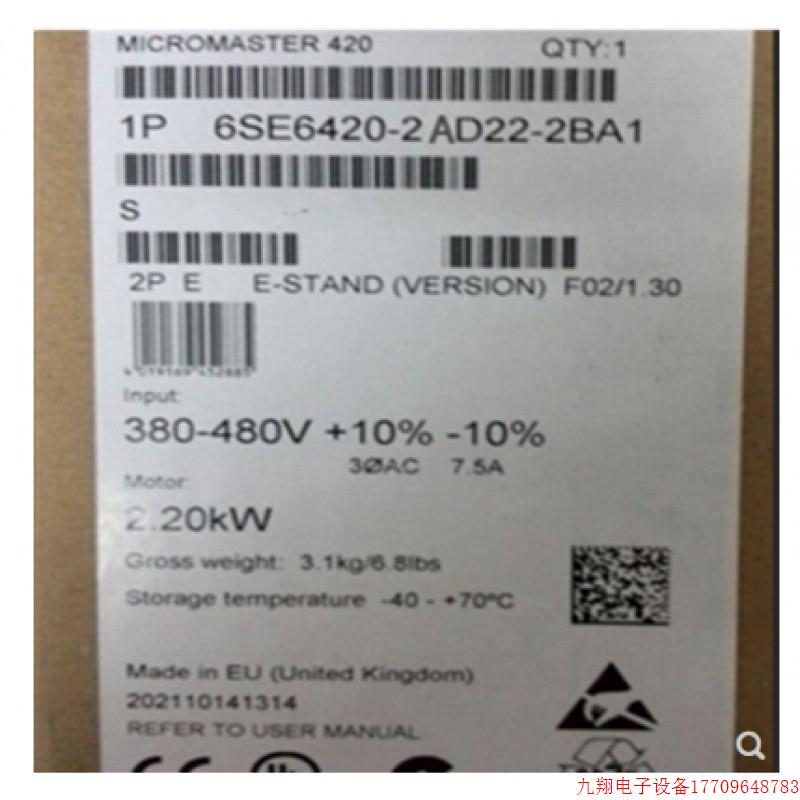 MICROMASTER 420 QTY:1
1P 6SE6420-2AD22-2BA1
S
2P E E-STAND (VERSION) F02/1.30
Input:
380-480V +10% -10%
3ØAC 7.5A
Motor:
2.20kW
Gross weight: 3.1kg/6.8lbs
Storage temperature -40 - +70ºC
Made in EU (United Kingdom)
202110141314
REFER TO USER MANUAL
九翔电子设备17709648783